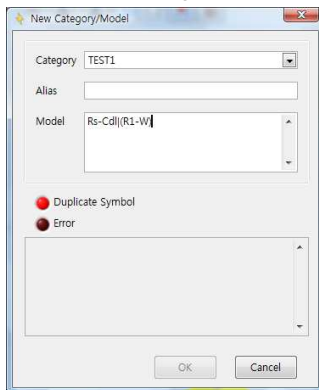 New Category/Model
Category TEST1
Alias
Model Rs-Cdl|(R1-W)
Duplicate Symbol
Error
OK Cancel